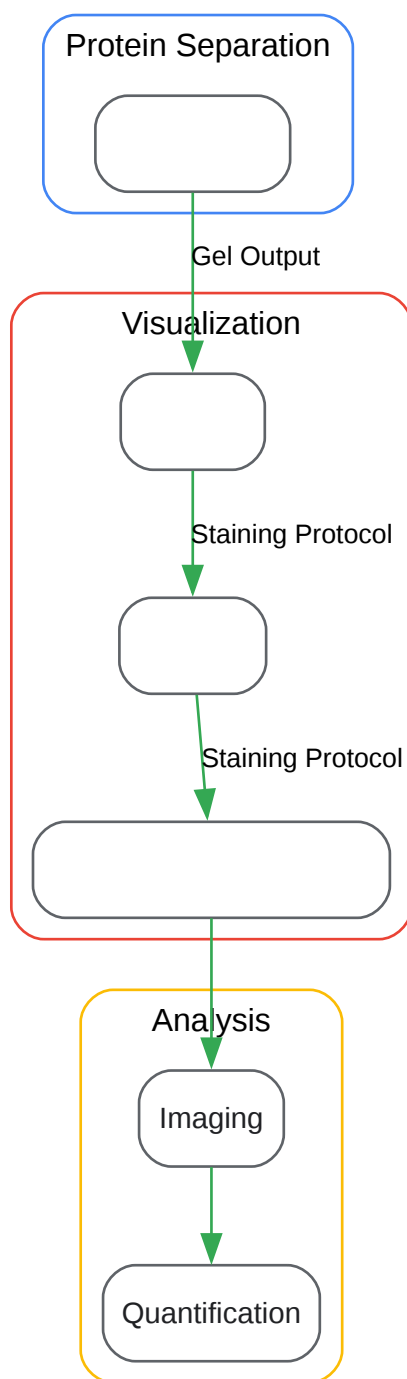 Protein Separation
Gel Output
Visualization
Staining Protocol
Staining Protocol
Analysis
Imaging
Quantification